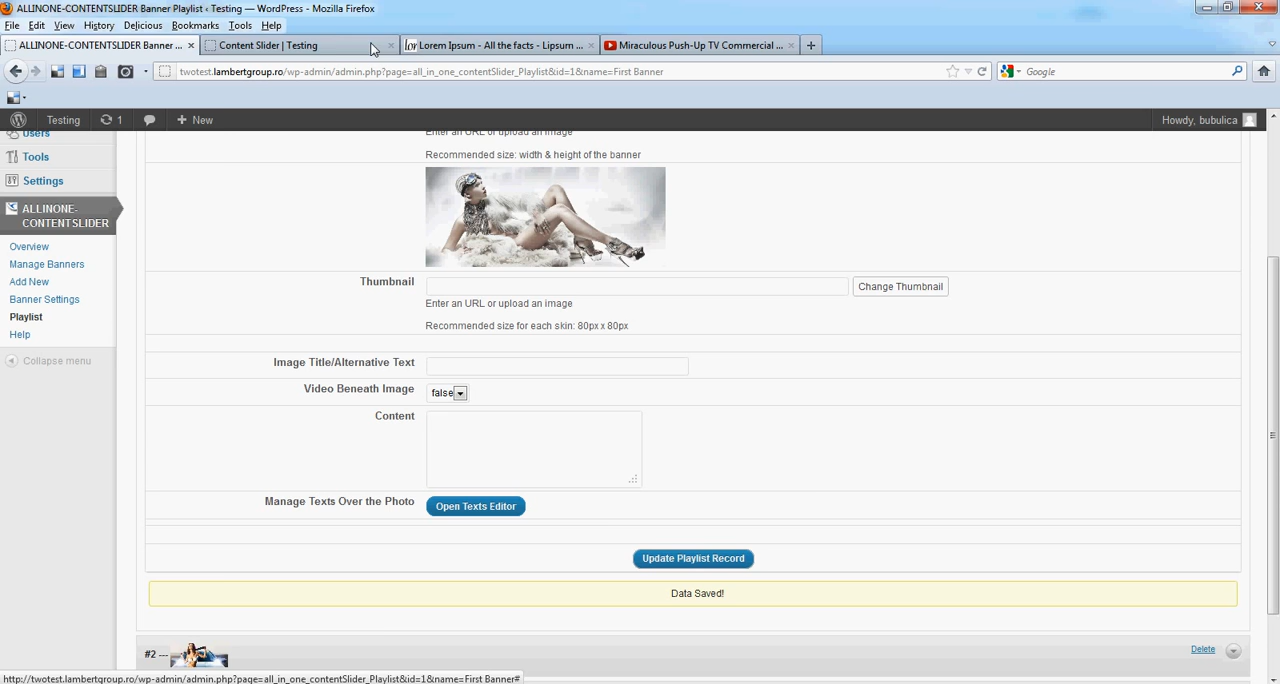 ALLINONE-CONTENTSLIDER Banner Playlist ‹ Testing — WordPress - Mozilla Firefox
File Edit View History Delicious Bookmarks Tools Help
ALLINONE-CONTENTSLIDER Banner ... Content Slider | Testing Lorem Ipsum - All the facts - Lipsum ... Miraculous Push-Up TV Commercial ...
twotest.lambertgroup.ro/wp-admin/admin.php?page=all_in_one_contentSlider_Playlist&id=1&name=First Banner Google
Testing 1 + New Howdy, bubulica
Users
Tools
Settings
ALLINONE-
CONTENTSLIDER
Overview
Manage Banners
Add New
Banner Settings
Playlist
Help
Collapse menu
Enter an URL or upload an image
Recommended size: width & height of the banner
Thumbnail Change Thumbnail
Enter an URL or upload an image
Recommended size for each skin: 80px x 80px
Image Title/Alternative Text
Video Beneath Image false
Content
Manage Texts Over the Photo Open Texts Editor
Update Playlist Record
Data Saved!
#2 --- Delete
http://twotest.lambertgroup.ro/wp-admin/admin.php?page=all_in_one_contentSlider_Playlist&id=1&name=First Banner#